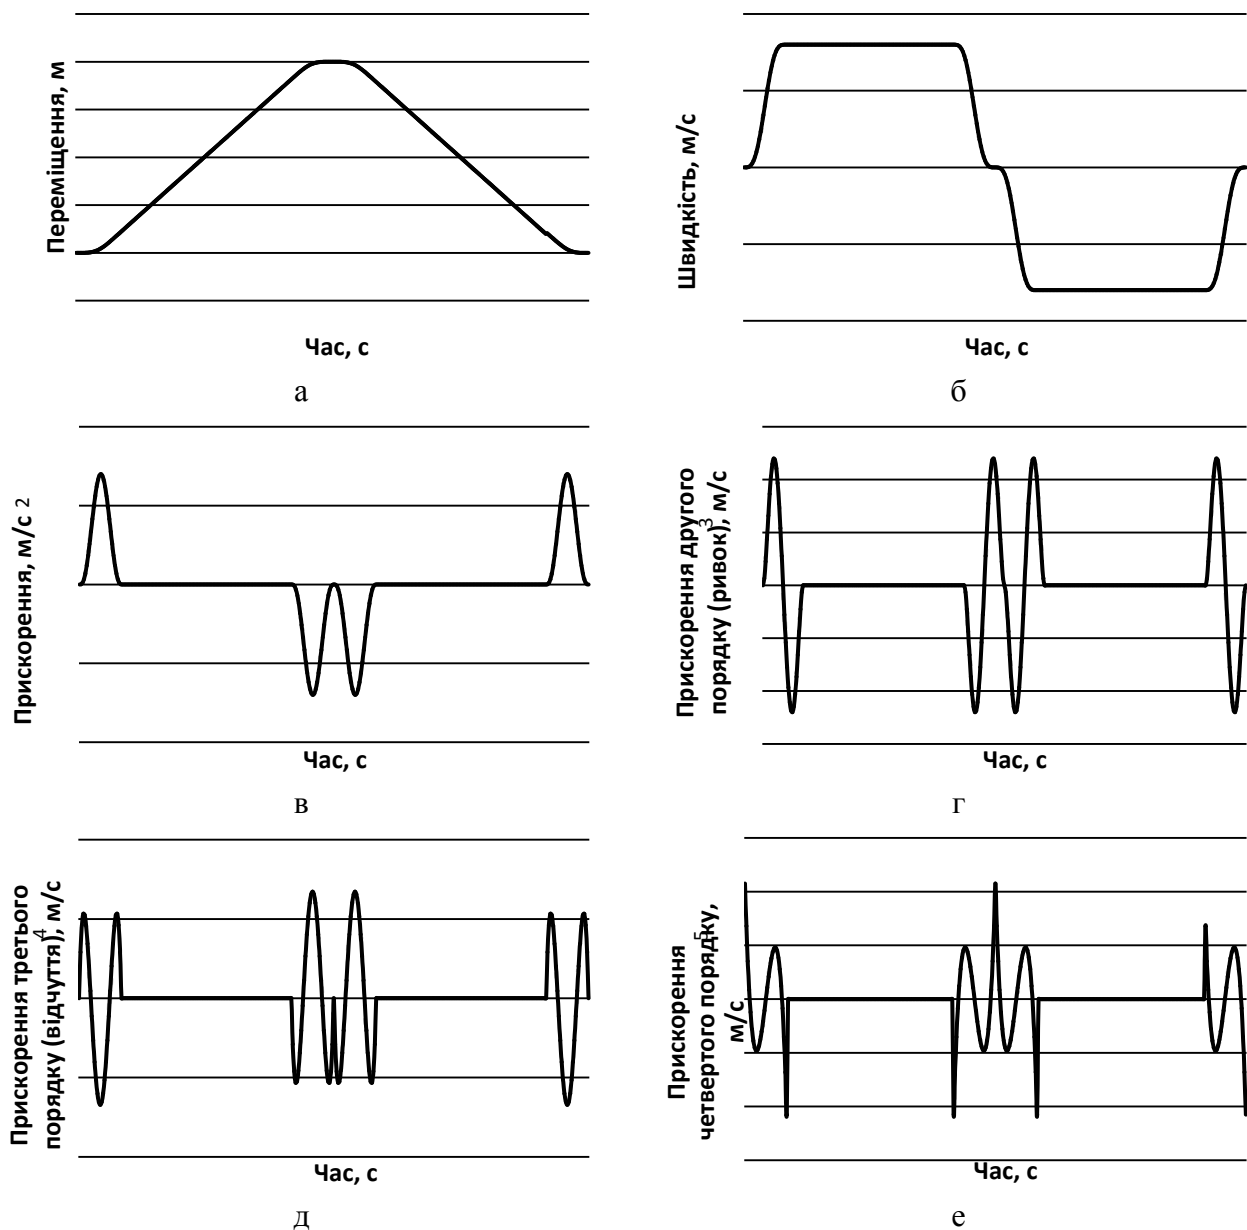 Переміщення, м
Час, с
а
Швидкість, м/с
Час, с
б
Прискорення, м/с 2
Час, с
в
Прискорення другого
порядку (ривок), м/с
3
Час, с
г
Прискорення третього
порядку (відчуття), м/с
4
Час, с
д
Прискорення
четвертого порядку,
м/с
5
Час, с
е